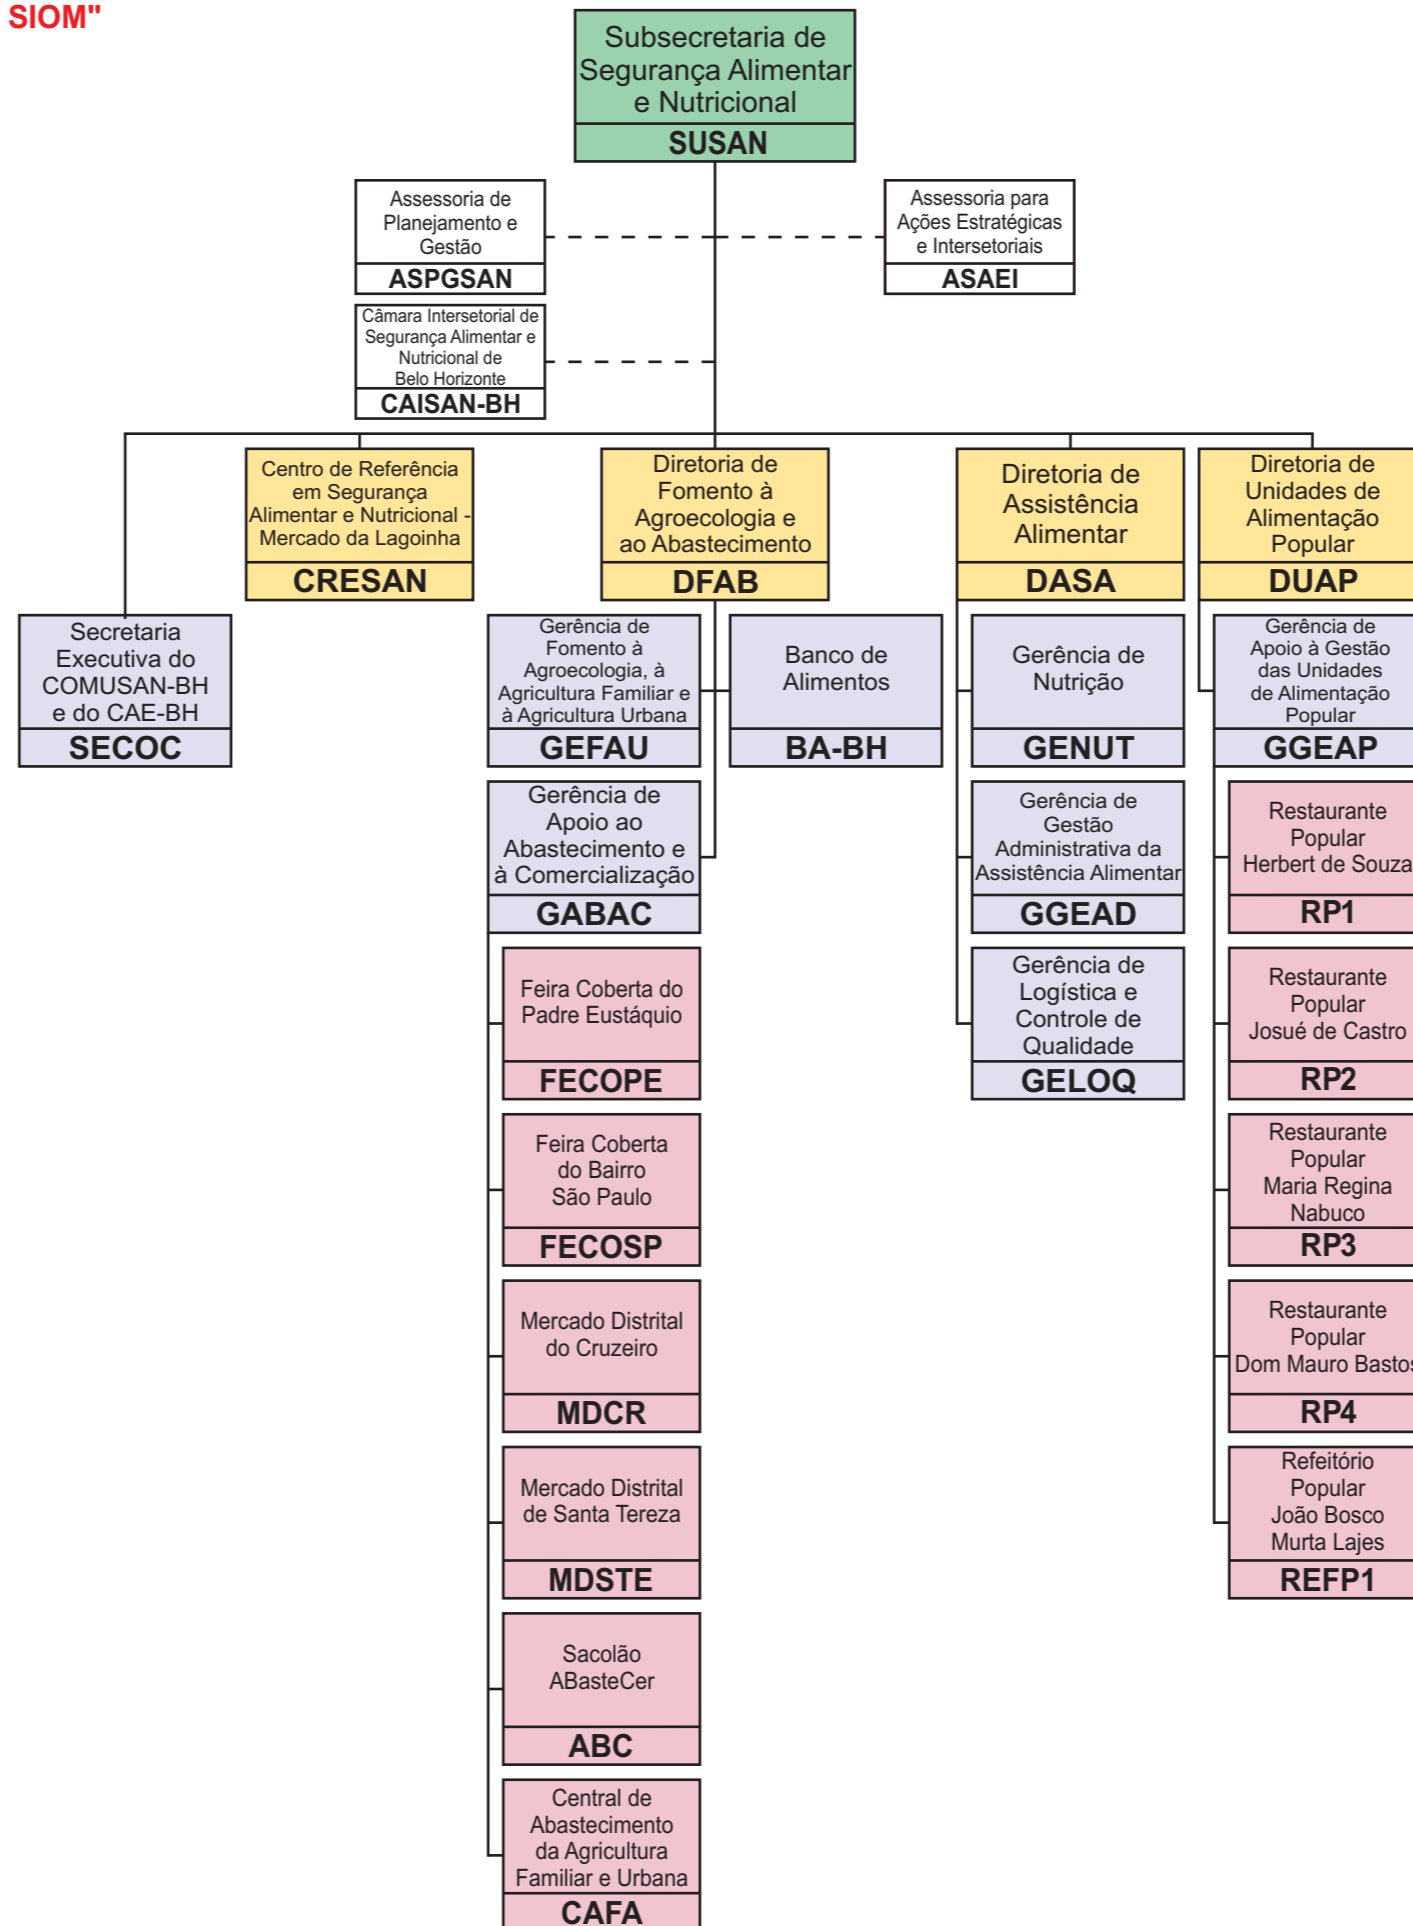 SIOM"
Subsecretaria de
Segurança Alimentar
e Nutricional
SUSAN
Assessoria de
Planejamento e
Gestão
ASPGSAN
Assessoria para
Ações Estratégicas
e Intersetoriais
ASAEI
Câmara Intersetorial de
Segurança Alimentar e
Nutricional de
Belo Horizonte
CAISAN-BH
Centro de Referência
em Segurança
Alimentar e Nutricional -
Mercado da Lagoinha
CRESAN
Diretoria de
Fomento à
Agroecologia e
ao Abastecimento
DFAB
Diretoria de
Assistência
Alimentar
DASA
Diretoria de
Unidades de
Alimentação
Popular
DUAP
Secretaria
Executiva do
COMUSAN-BH
e do CAE-BH
SECOC
Gerência de
Fomento à
Agroecologia, à
Agricultura Familiar e
à Agricultura Urbana
GEFAU
Banco de
Alimentos
BA-BH
Gerência de
Nutrição
GENUT
Gerência de
Apoio à Gestão
das Unidades
de Alimentação
Popular
GGEAP
Gerência de
Apoio ao
Abastecimento e
à Comercialização
GABAC
Gerência de
Gestão
Administrativa da
Assistência Alimentar
GGEAD
Restaurante
Popular
Herbert de Souza
RP1
Feira Coberta do
Padre Eustáquio
FECOPE
Gerência de
Logística e
Controle de
Qualidade
GELOQ
Restaurante
Popular
Josué de Castro
RP2
Feira Coberta
do Bairro
São Paulo
FECOSP
Restaurante
Popular
Maria Regina
Nabuco
RP3
Mercado Distrital
do Cruzeiro
MDCR
Restaurante
Popular
Dom Mauro Bastos
RP4
Mercado Distrital
de Santa Tereza
MDSTE
Refeitório
Popular
João Bosco
Murta Lajes
REFP1
Sacolão
ABasteCer
ABC
Central de
Abastecimento
da Agricultura
Familiar e Urbana
CAFA